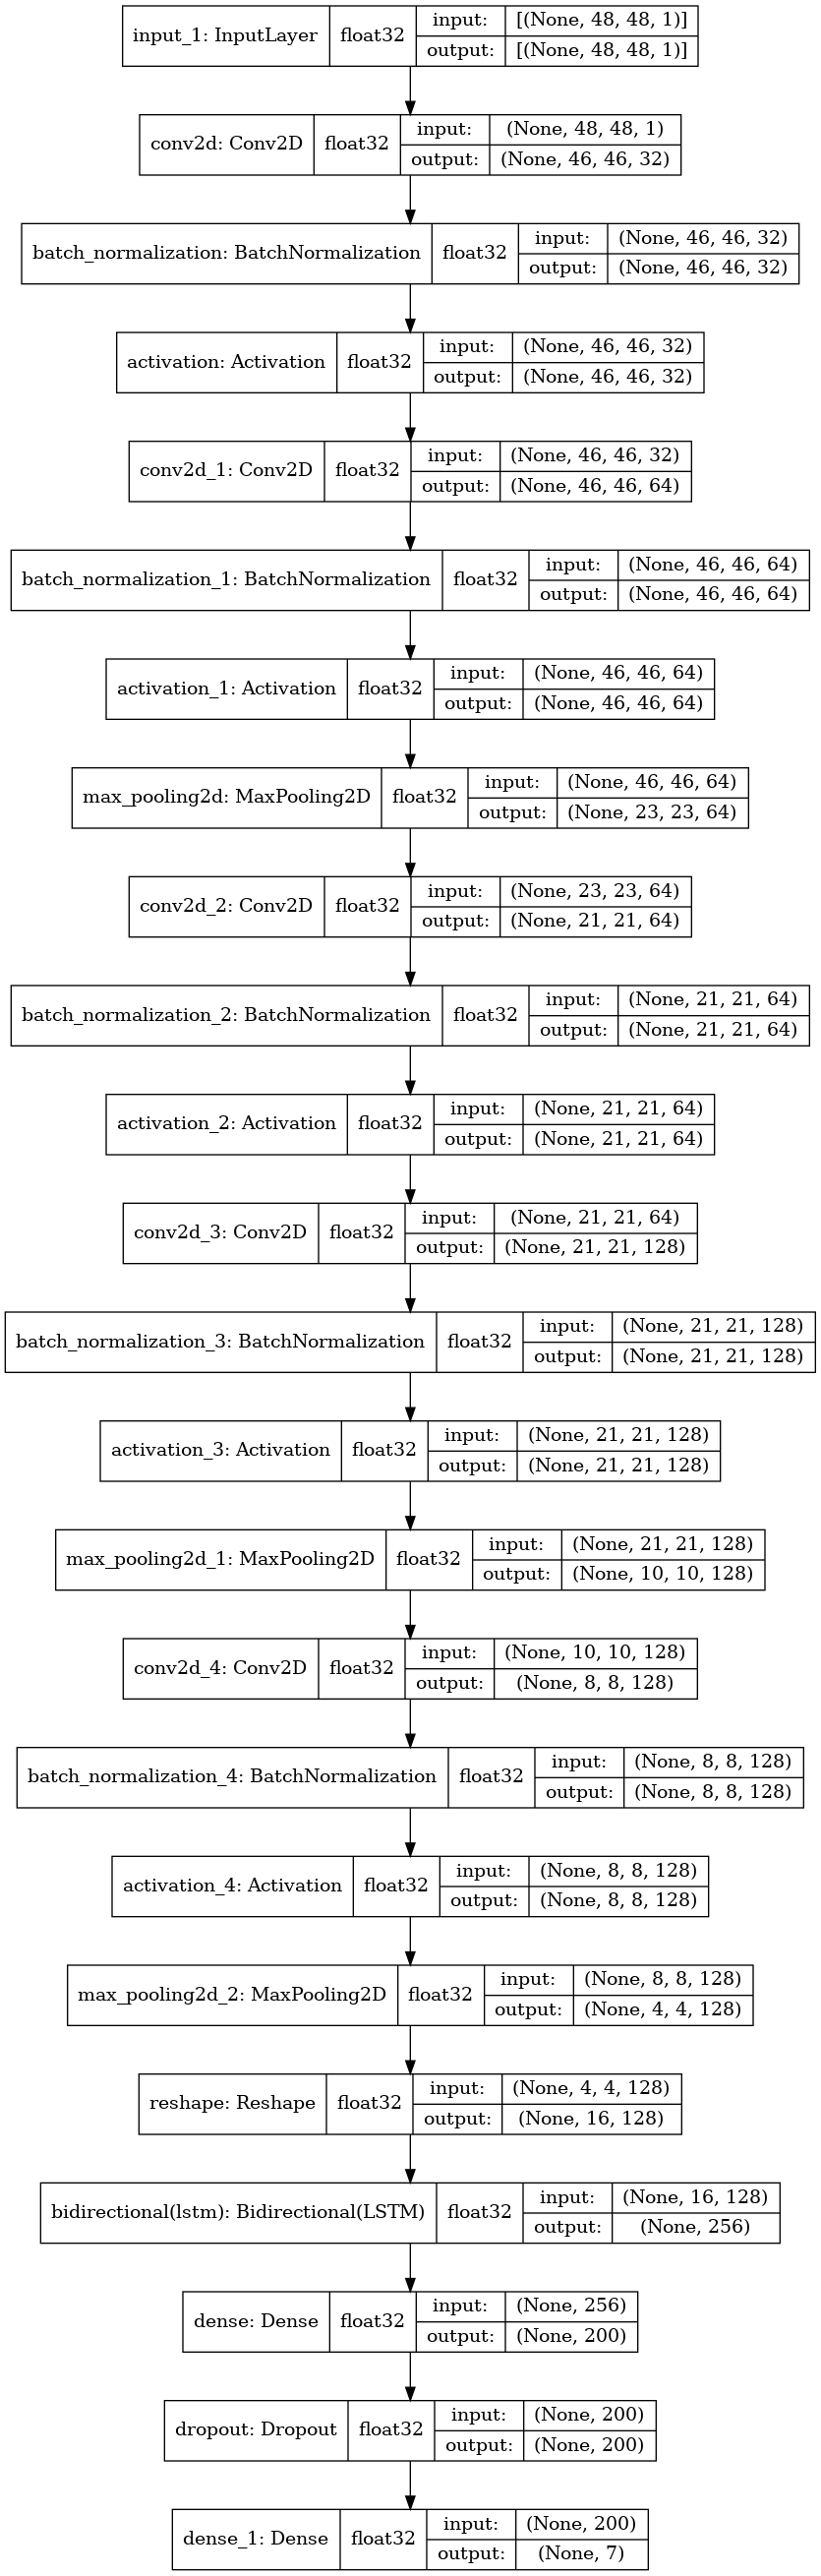 input_1: InputLayer float32 input: [(None, 48, 48, 1)]
output: [(None, 48, 48, 1)]
conv2d: Conv2D float32 input: (None, 48, 48, 1)
output: (None, 46, 46, 32)
batch_normalization: BatchNormalization float32 input: (None, 46, 46, 32)
output: (None, 46, 46, 32)
activation: Activation float32 input: (None, 46, 46, 32)
output: (None, 46, 46, 32)
conv2d_1: Conv2D float32 input: (None, 46, 46, 32)
output: (None, 46, 46, 64)
batch_normalization_1: BatchNormalization float32 input: (None, 46, 46, 64)
output: (None, 46, 46, 64)
activation_1: Activation float32 input: (None, 46, 46, 64)
output: (None, 46, 46, 64)
max_pooling2d: MaxPooling2D float32 input: (None, 46, 46, 64)
output: (None, 23, 23, 64)
conv2d_2: Conv2D float32 input: (None, 23, 23, 64)
output: (None, 21, 21, 64)
batch_normalization_2: BatchNormalization float32 input: (None, 21, 21, 64)
output: (None, 21, 21, 64)
activation_2: Activation float32 input: (None, 21, 21, 64)
output: (None, 21, 21, 64)
conv2d_3: Conv2D float32 input: (None, 21, 21, 64)
output: (None, 21, 21, 128)
batch_normalization_3: BatchNormalization float32 input: (None, 21, 21, 128)
output: (None, 21, 21, 128)
activation_3: Activation float32 input: (None, 21, 21, 128)
output: (None, 21, 21, 128)
max_pooling2d_1: MaxPooling2D float32 input: (None, 21, 21, 128)
output: (None, 10, 10, 128)
conv2d_4: Conv2D float32 input: (None, 10, 10, 128)
output: (None, 8, 8, 128)
batch_normalization_4: BatchNormalization float32 input: (None, 8, 8, 128)
output: (None, 8, 8, 128)
activation_4: Activation float32 input: (None, 8, 8, 128)
output: (None, 8, 8, 128)
max_pooling2d_2: MaxPooling2D float32 input: (None, 8, 8, 128)
output: (None, 4, 4, 128)
reshape: Reshape float32 input: (None, 4, 4, 128)
output: (None, 16, 128)
bidirectional(lstm): Bidirectional(LSTM) float32 input: (None, 16, 128)
output: (None, 256)
dense: Dense float32 input: (None, 256)
output: (None, 200)
dropout: Dropout float32 input: (None, 200)
output: (None, 200)
dense_1: Dense float32 input: (None, 200)
output: (None, 7)